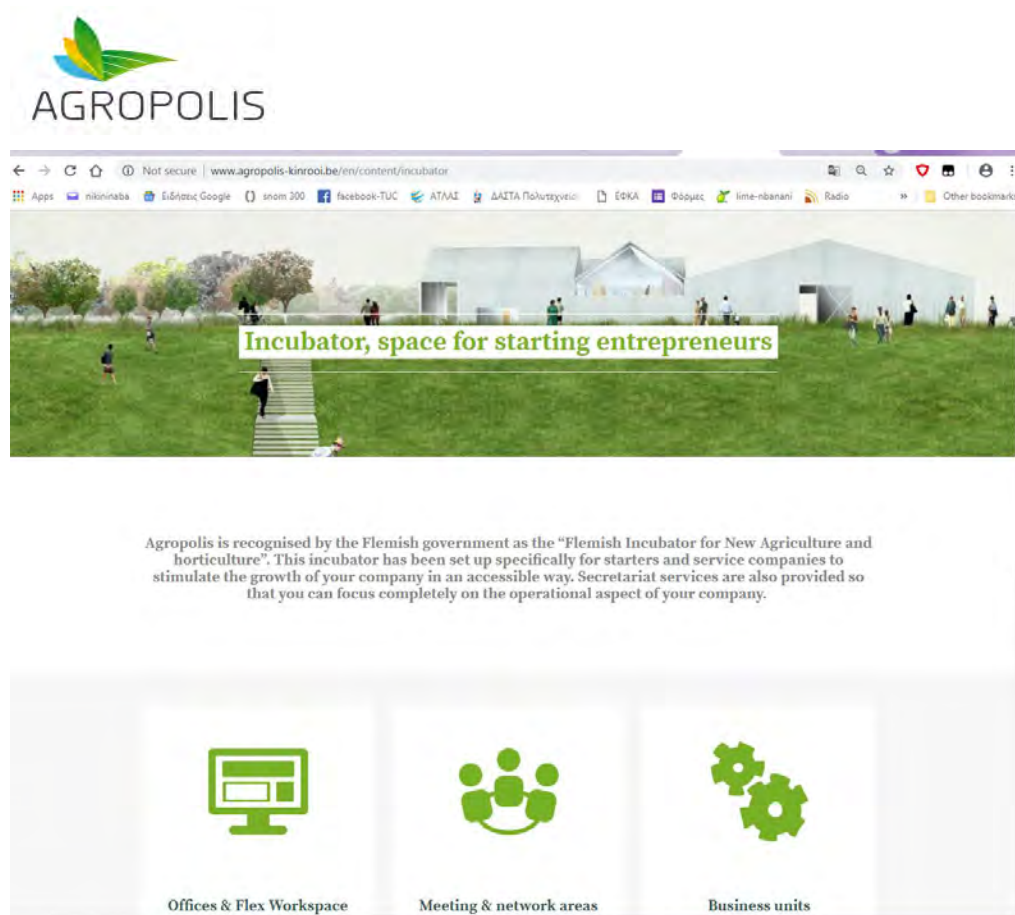 AGROPOLIS
Not secure | www.agropolis-kinrooi.be/en/content/incubator
Apps nikininaba Ειδήσεις Google snom 300 facebook-TUC ΑΤΛΑΣ ΔΑΣΤΑ Πολυτεχνείο ΕΦΚΑ Φόρμες lime-nbanani Radio » Other bookmarks
Incubator, space for starting entrepreneurs
Agropolis is recognised by the Flemish government as the “Flemish Incubator for New Agriculture and
horticulture”. This incubator has been set up specifically for starters and service companies to
stimulate the growth of your company in an accessible way. Secretariat services are also provided so
that you can focus completely on the operational aspect of your company.
Offices & Flex Workspace Meeting & network areas Business units